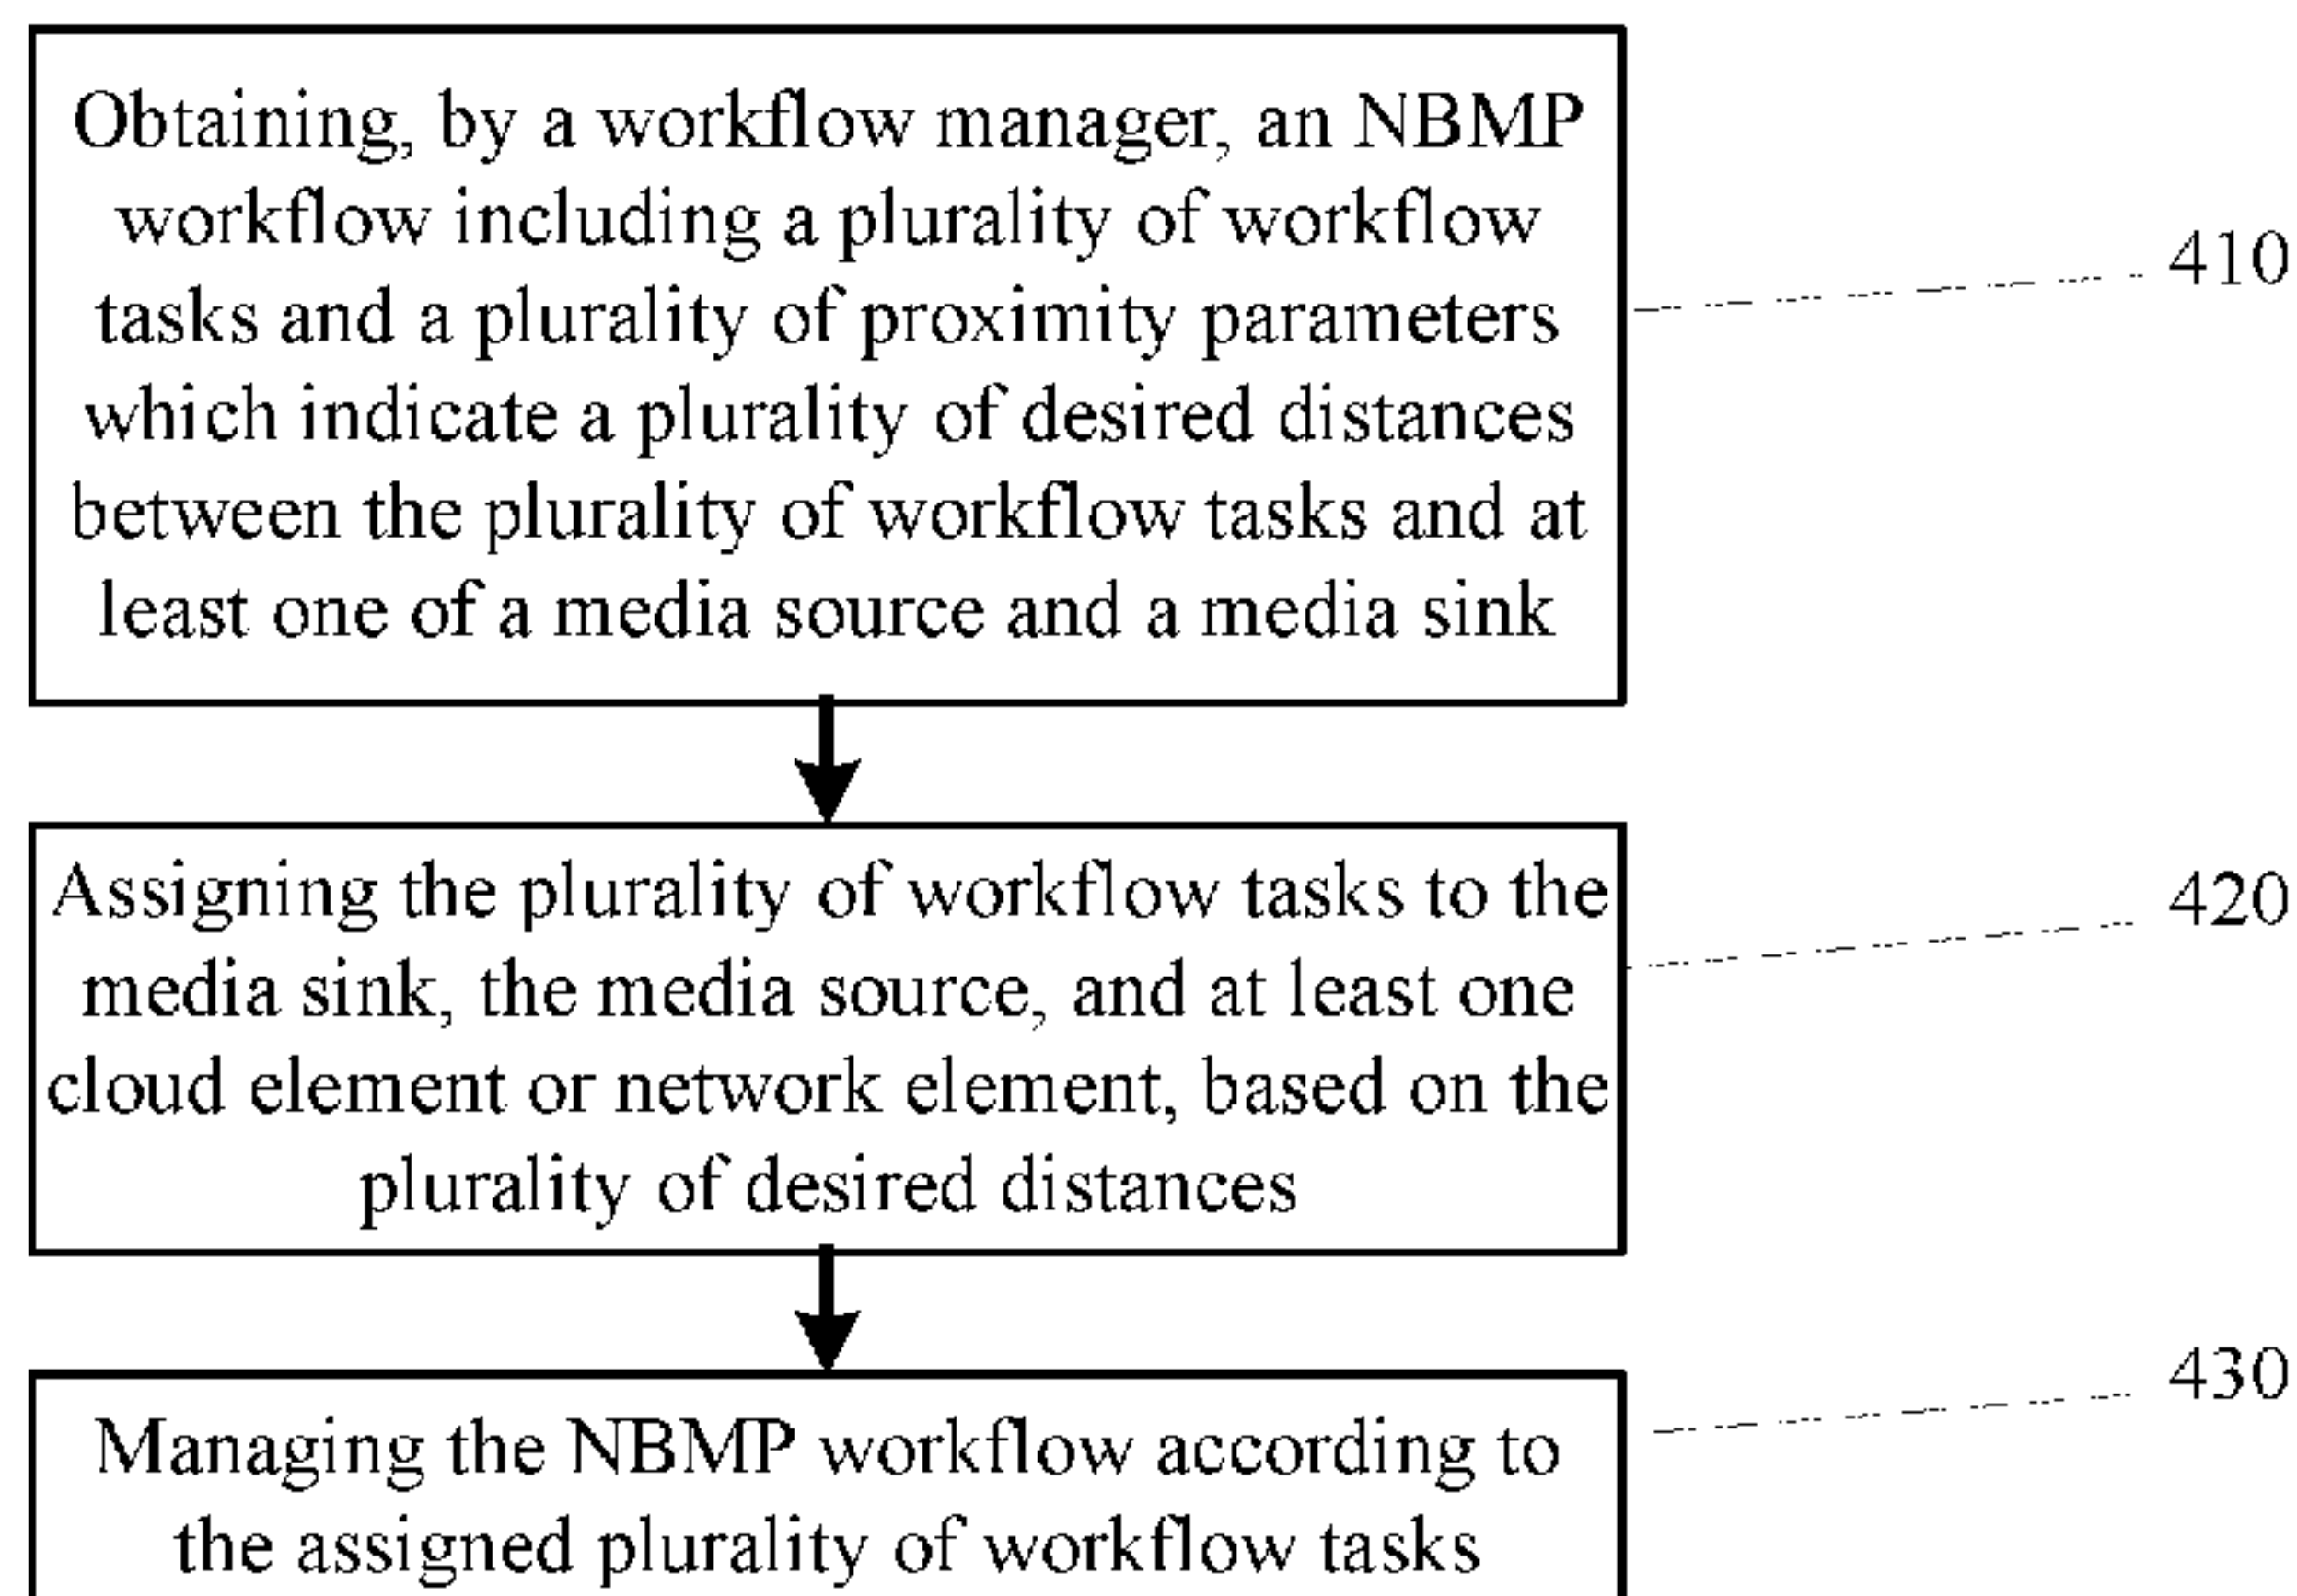 Obtaining, by a workflow manager, an NBMP
workflow including a plurality of workflow
tasks and a plurality of proximity parameters
which indicate a plurality of desired distances
between the plurality of workflow tasks and at
least one of a media source and a media sink
410
Assigning the plurality of workflow tasks to the
media sink, the media source, and at least one
cloud element or network element, based on the
plurality of desired distances
420
Managing the NBMP workflow according to
the assigned plurality of workflow tasks
430